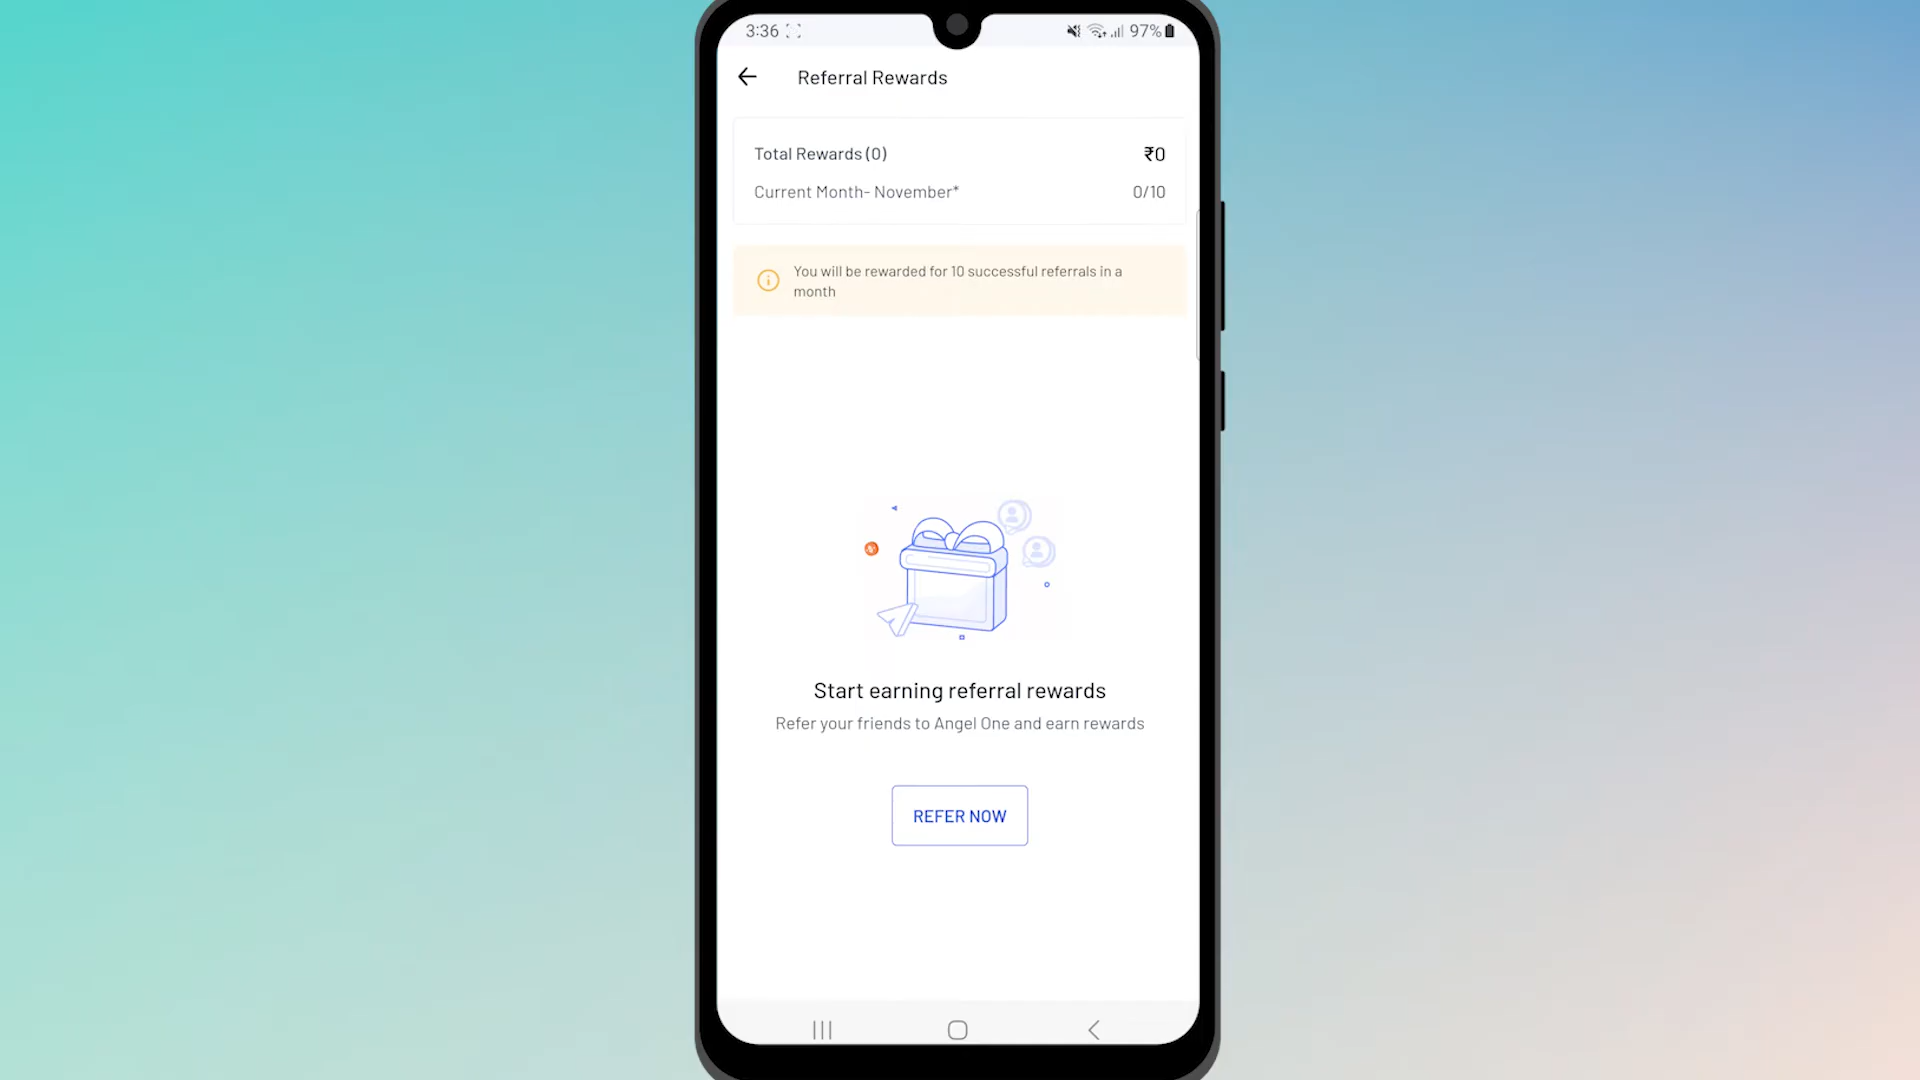 3:36
97%
Referral Rewards
Total Rewards (0)
₹0
Current Month- November*
0/10
You will be rewarded for 10 successful referrals in a
month
Start earning referral rewards
Refer your friends to Angel One and earn rewards
REFER NOW